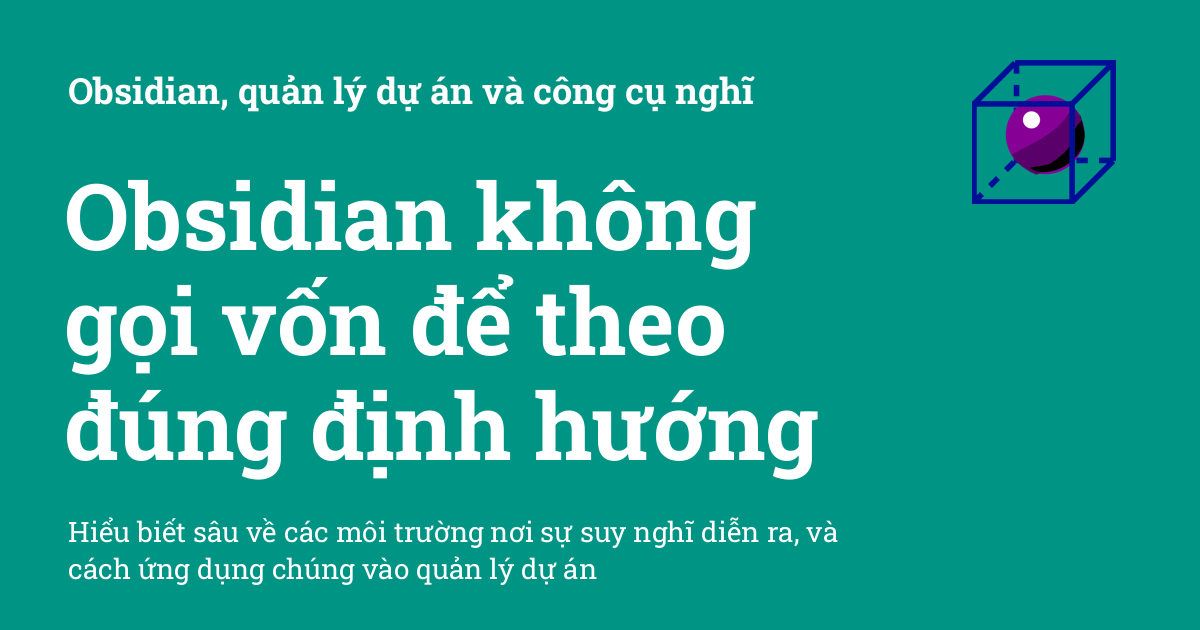 Obsidian, quản lý dự án và công cụ nghĩ
Obsidian không
gọi vốn để theo
đúng định hướng
Hiểu biết sâu về các môi trường nơi sự suy nghĩ diễn ra, và
cách ứng dụng chúng vào quản lý dự án